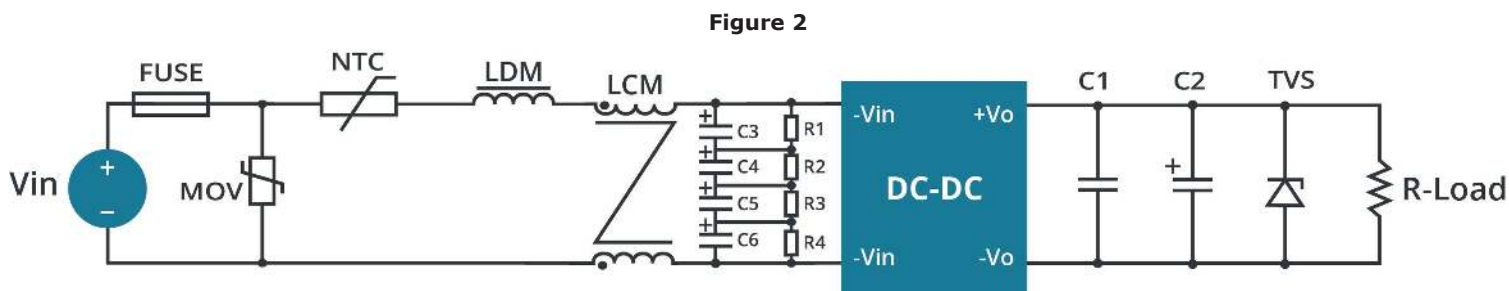 Figure 2
FUSE
NTC
LDM
LCM
C1
C2
TVS
Vin
+
−
MOV
+
C3
R1
+
C4
R2
+
C5
R3
+
C6
R4
-Vin
+Vo
DC-DC
-Vin
-Vo
+
R-Load